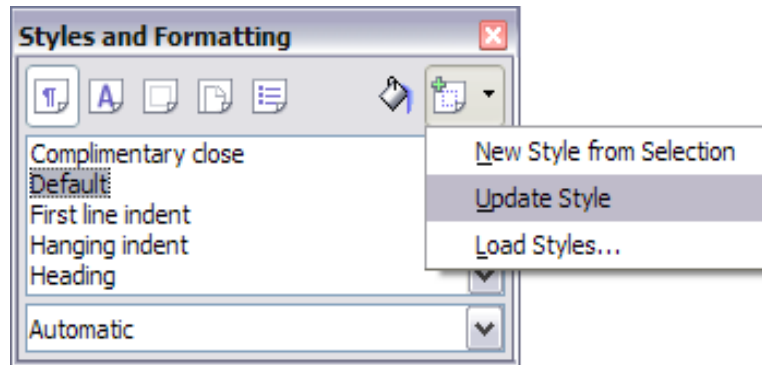 Styles and Formatting
Complimentary close
Default
First line indent
Hanging indent
Heading
Automatic
New Style from Selection
Update Style
Load Styles...